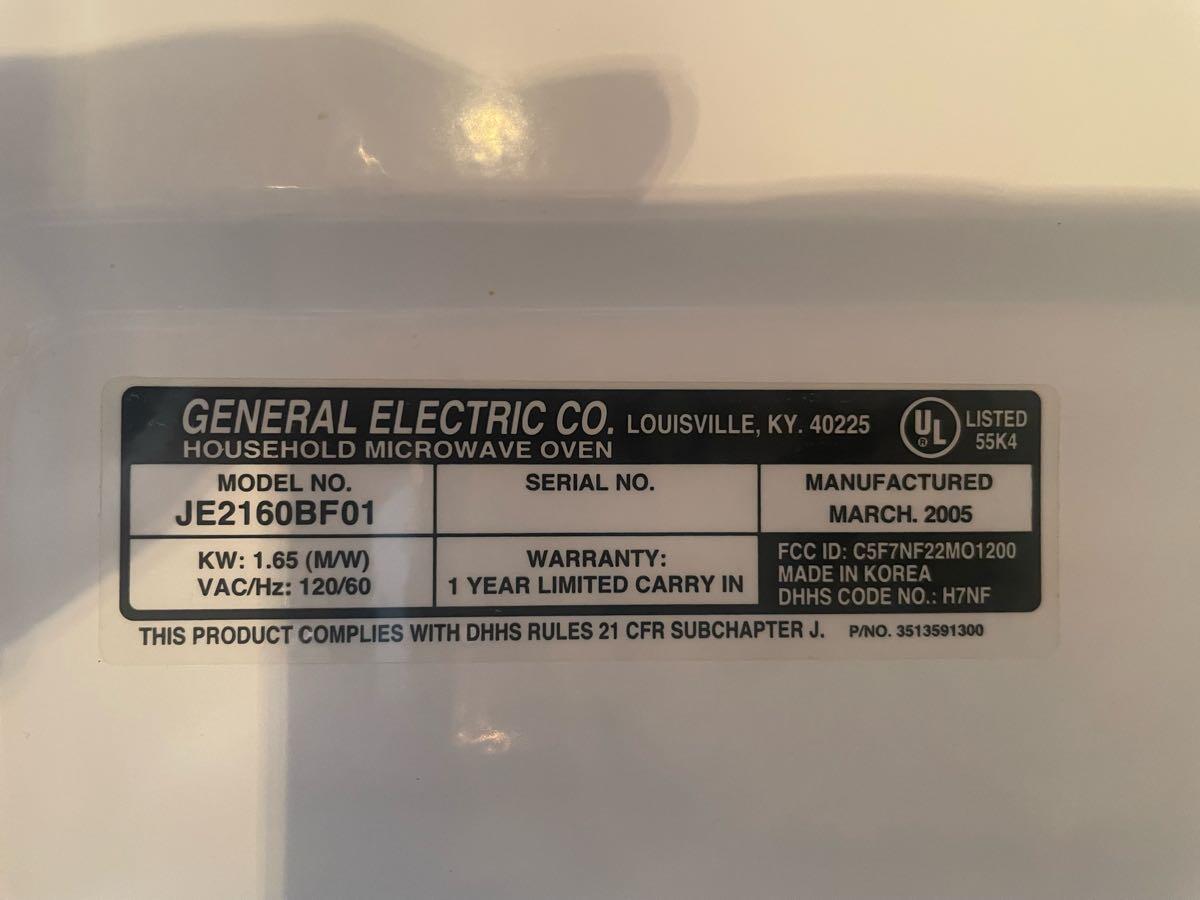 GENERAL ELECTRIC CO. LOUISVILLE, KY. 40225
HOUSEHOLD MICROWAVE OVEN
UL ® LISTED
55K4
MODEL NO.
JE2160BF01
SERIAL NO.
MANUFACTURED
MARCH. 2005
KW: 1.65 (M/W)
VAC/Hz: 120/60
WARRANTY:
1 YEAR LIMITED CARRY IN
FCC ID: C5F7NF22MO1200
MADE IN KOREA
DHHS CODE NO.: H7NF
THIS PRODUCT COMPLIES WITH DHHS RULES 21 CFR SUBCHAPTER J. P/NO. 3513591300